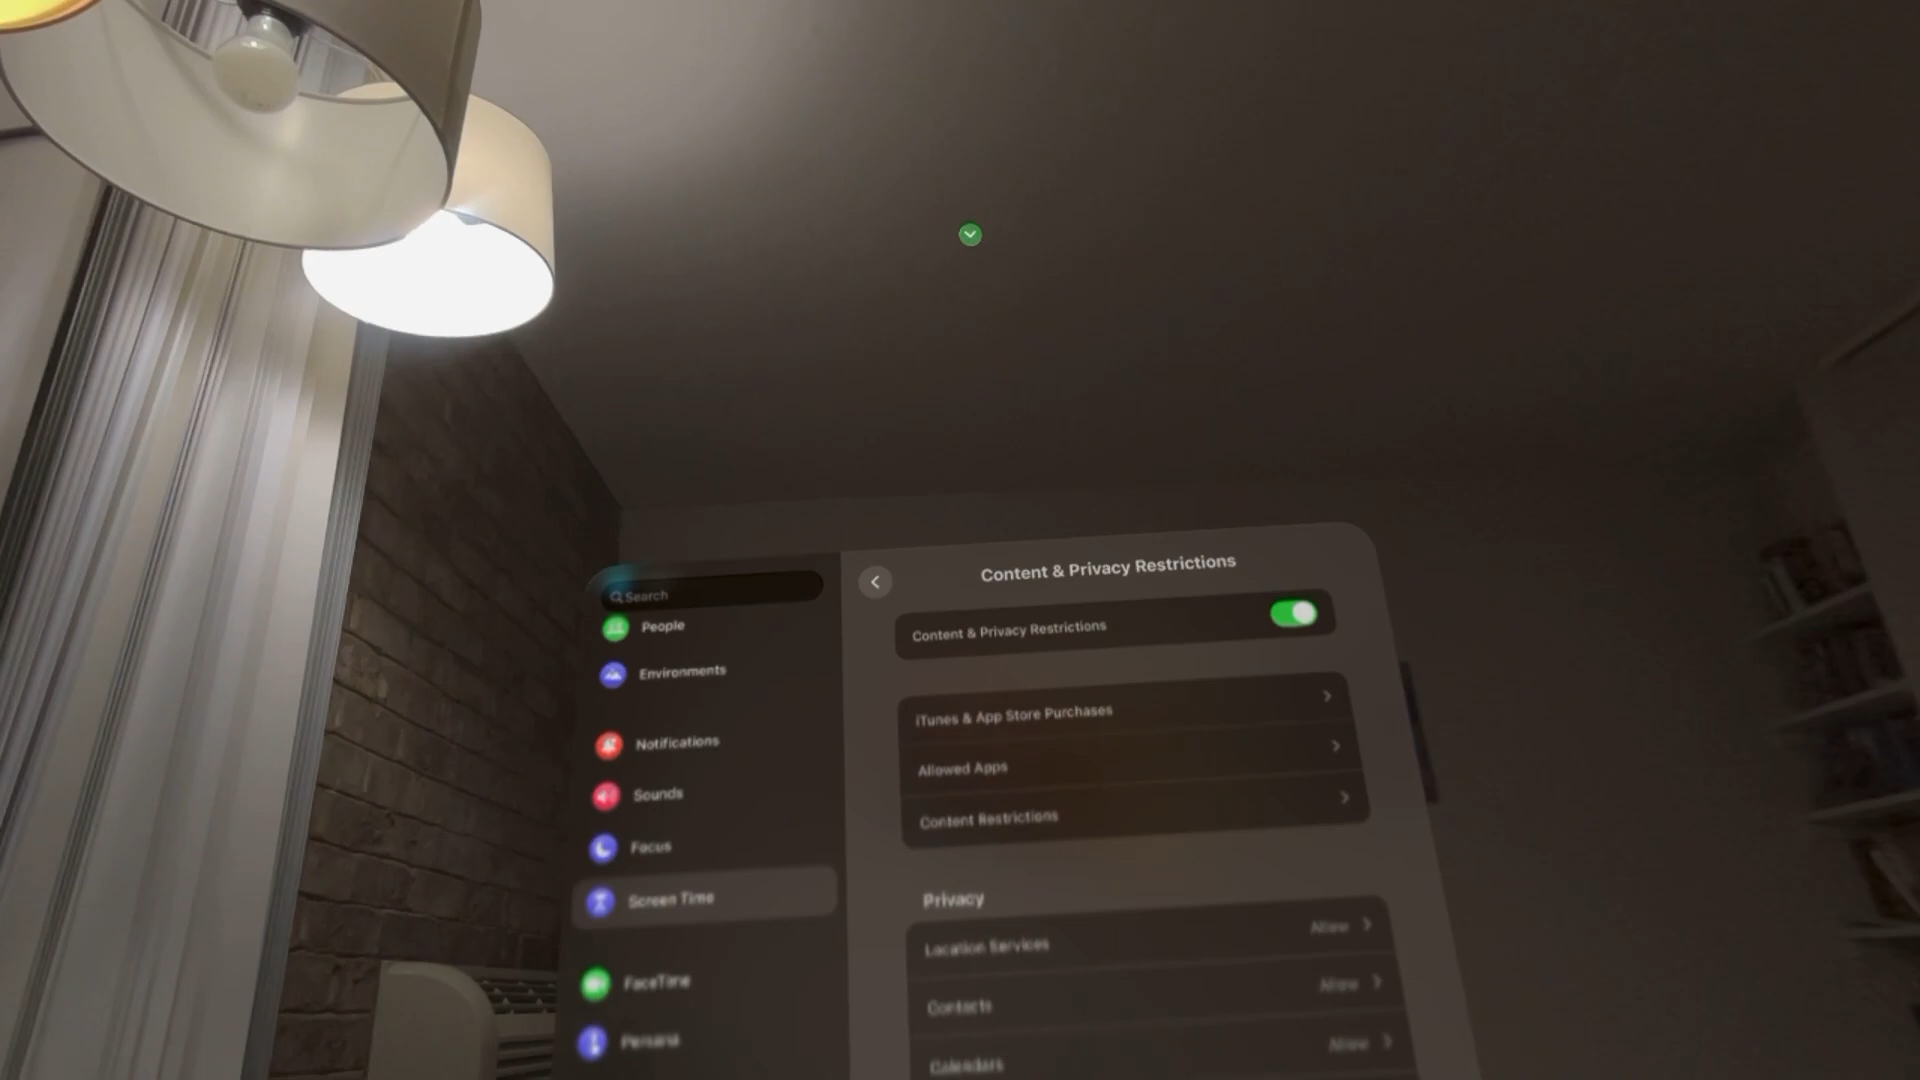 Search
People
Environments
Notifications
Sounds
Focus
Screen Time
FaceTime
Persona
Content & Privacy Restrictions
Content & Privacy Restrictions
iTunes & App Store Purchases
Allowed Apps
Content Restrictions
Privacy
Location Services Allow
Contacts Allow
Calendars Allow